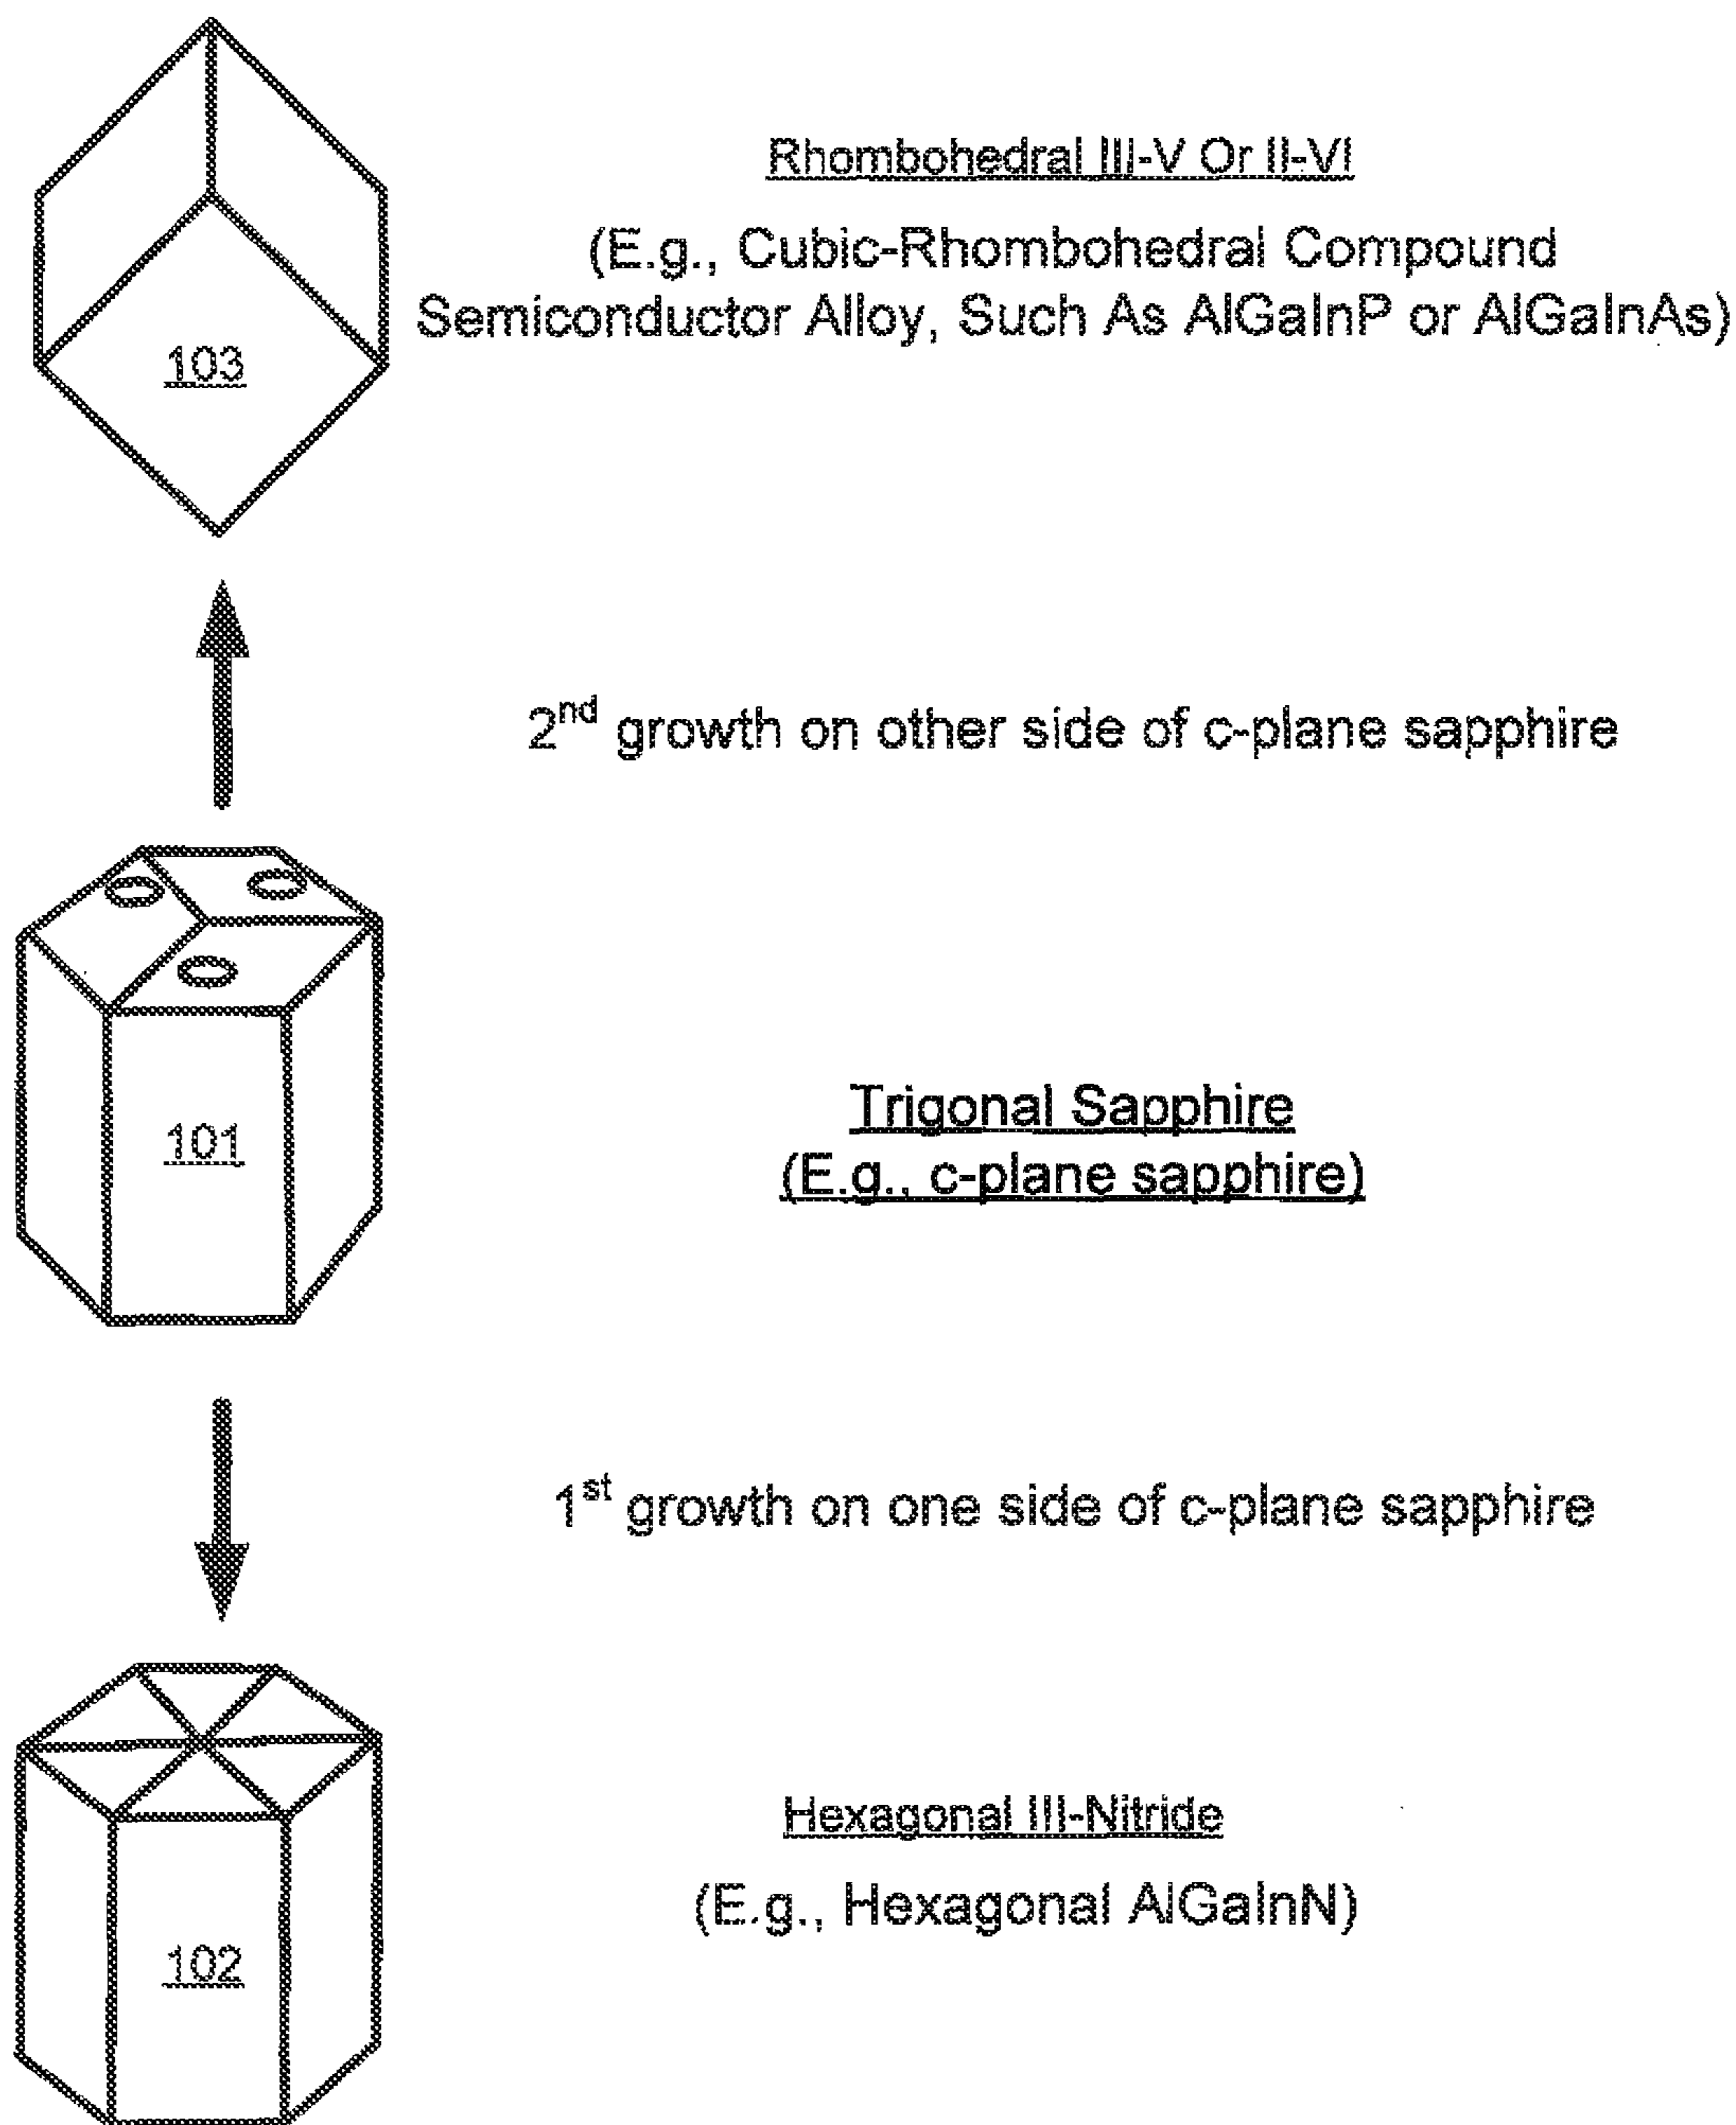 Rhombohedral III-V Or II-VI
(E.g., Cubic-Rhombohedral Compound
Semiconductor Alloy, Such As AlGaInP or AlGaInAs)
103
2nd growth on other side of c-plane sapphire
Trigonal Sapphire
(E.g., c-plane sapphire)
101
1st growth on one side of c-plane sapphire
Hexagonal III-Nitride
(E.g., Hexagonal AlGaInN)
102